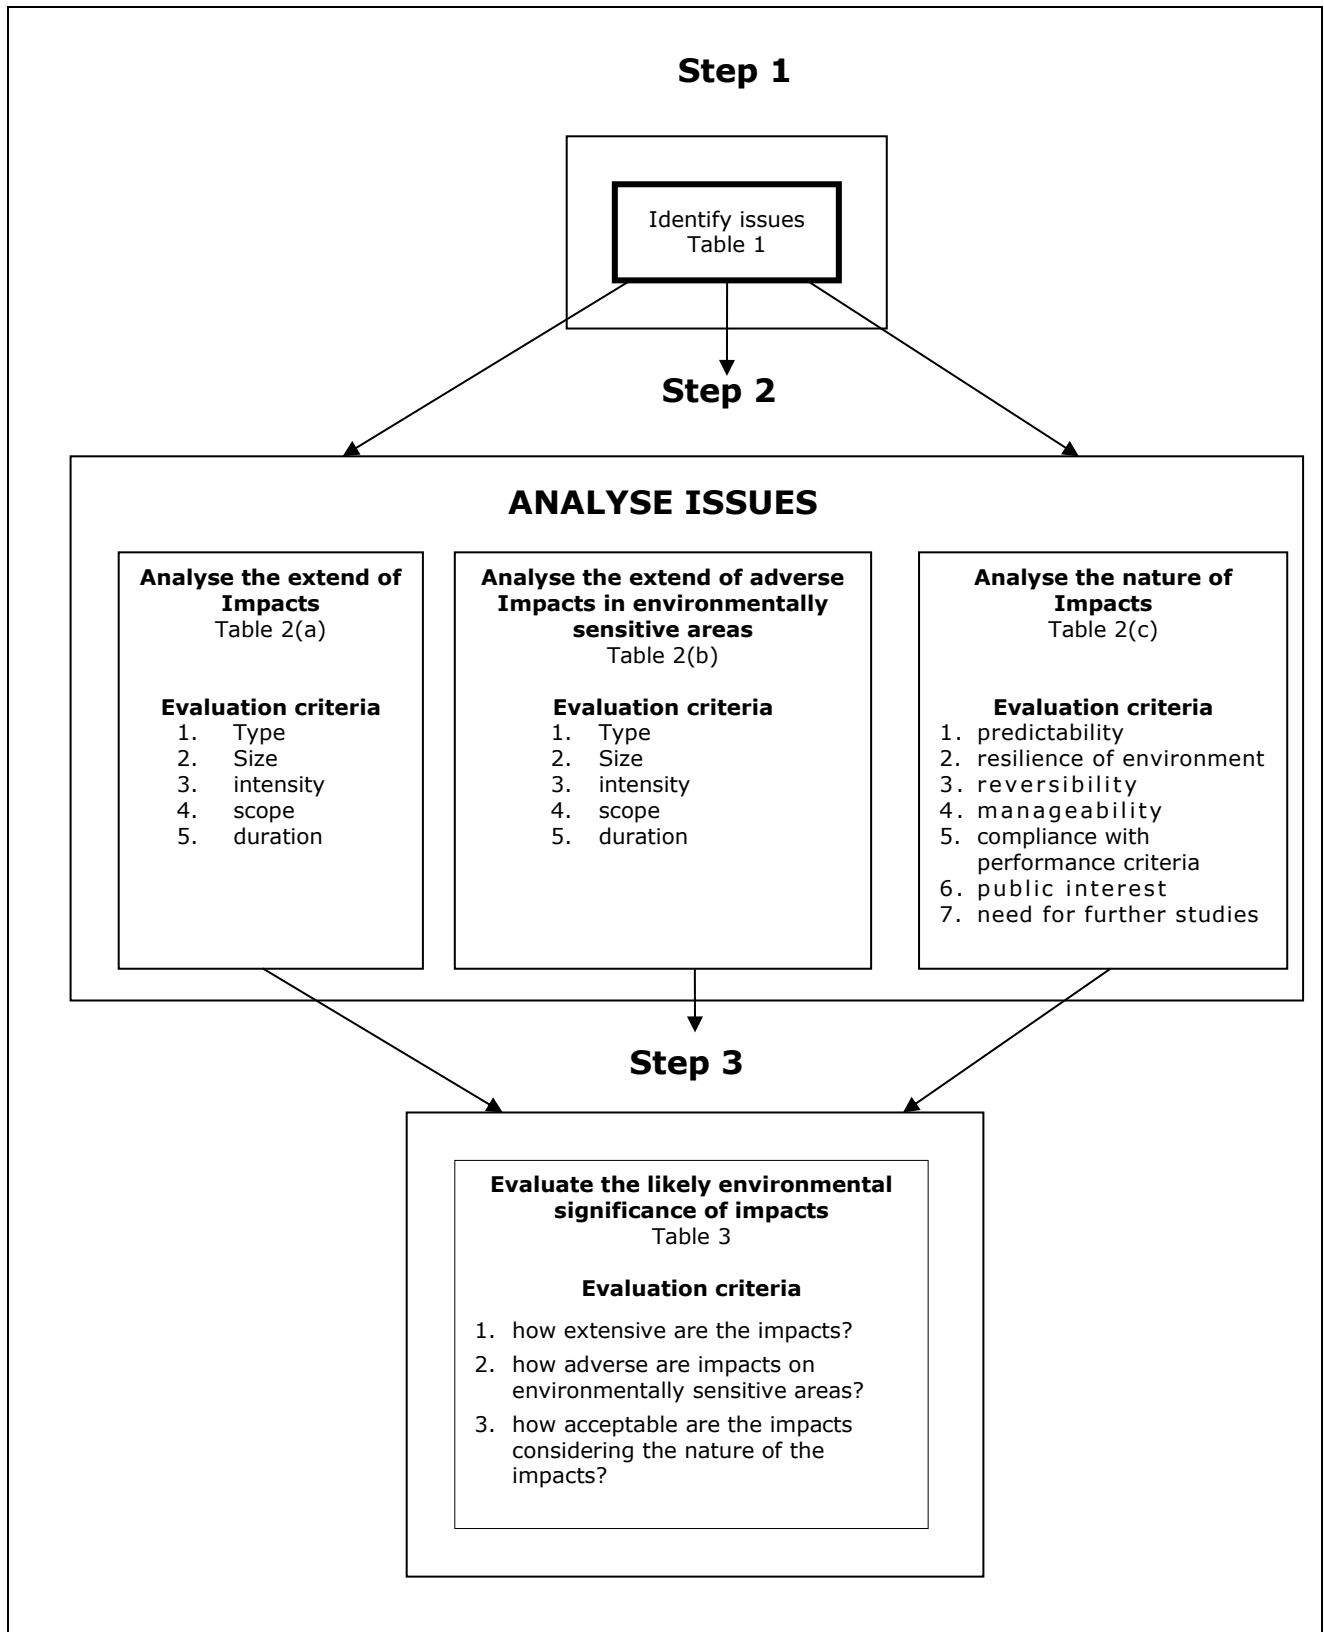 Step 1
Identify issues
Table 1
Step 2
ANALYSE ISSUES
Analyse the extend of
Impacts
Table 2(a)
Evaluation criteria
1. Type
2. Size
3. intensity
4. scope
5. duration
Analyse the extend of adverse
Impacts in environmentally
sensitive areas
Table 2(b)
Evaluation criteria
1. Type
2. Size
3. intensity
4. scope
5. duration
Analyse the nature of
Impacts
Table 2(c)
Evaluation criteria
1. predictability
2. resilience of environment
3. reversibility
4. manageability
5. compliance with
performance criteria
6. public interest
7. need for further studies
Step 3
Evaluate the likely environmental
significance of impacts
Table 3
Evaluation criteria
1. how extensive are the impacts?
2. how adverse are impacts on
environmentally sensitive areas?
3. how acceptable are the impacts
considering the nature of the
impacts?